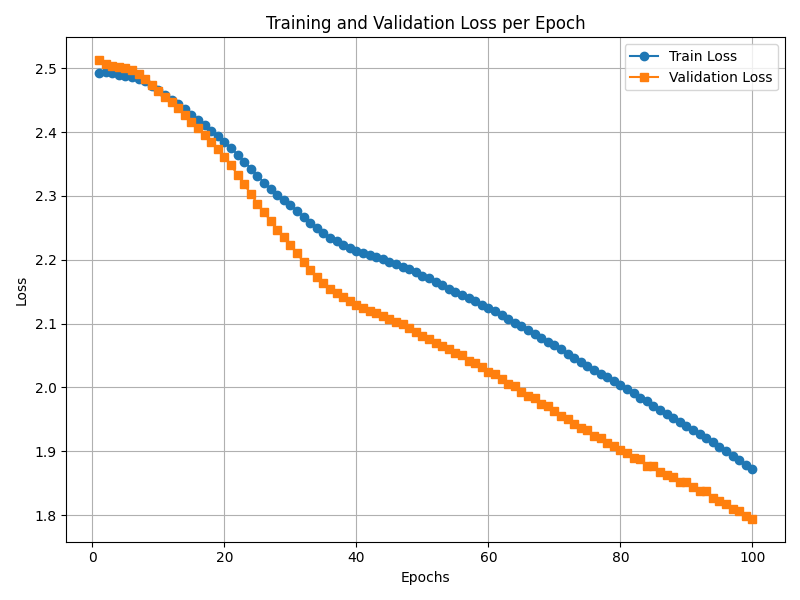 Training and Validation Loss per Epoch
Train Loss
Validation Loss
2.5
2.4
2.3
2.2
2.1
2.0
1.9
1.8
Loss
0 20 40 60 80 100
Epochs